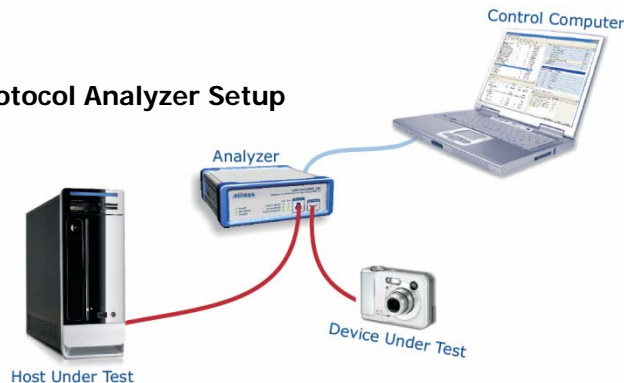 Control Computer
otocol Analyzer Setup
Analyzer
Device Under Test
Host Under Test